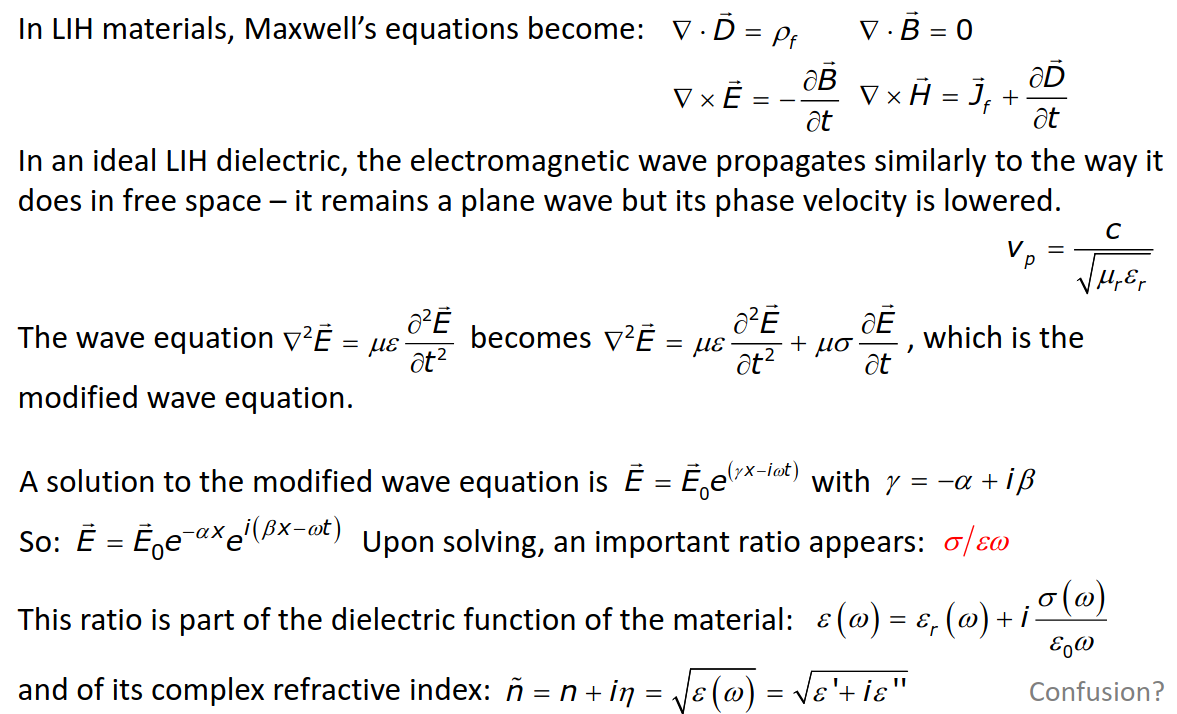 In LIH materials, Maxwell's equations become: ∇ · D⃗ = ρ_f ∇ · B⃗ = 0
∇ × E⃗ = −∂B⃗/∂t ∇ × H⃗ = J⃗_f + ∂D⃗/∂t
In an ideal LIH dielectric, the electromagnetic wave propagates similarly to the way it
does in free space – it remains a plane wave but its phase velocity is lowered.
v_p = c/√(μ_r ε_r)
The wave equation ∇²E⃗ = με ∂²E⃗/∂t² becomes ∇²E⃗ = με ∂²E⃗/∂t² + μσ ∂E⃗/∂t , which is the
modified wave equation.
A solution to the modified wave equation is E⃗ = E⃗₀e^(γx−iωt) with γ = −α + iβ
So: E⃗ = E⃗₀e^−αx e^i(βx−ωt) Upon solving, an important ratio appears: σ/εω
This ratio is part of the dielectric function of the material: ε(ω) = ε_r(ω) + i σ(ω)/ε₀ω
and of its complex refractive index: ñ = n + iη = √ε(ω) = √ε'+ iε" Confusion?